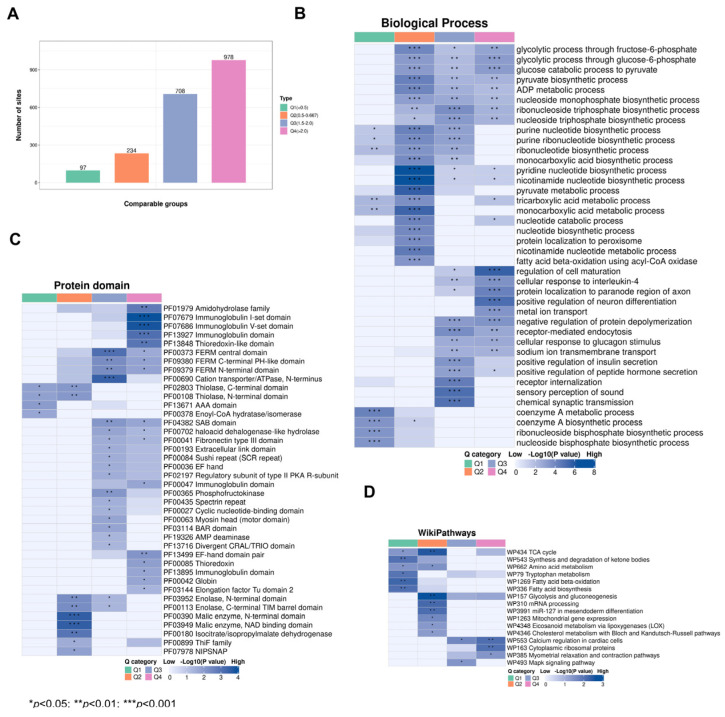 A
978
708
234
97
900
600
300
0
Number of sites
Comparable groups
Type
Q1(<0.5)
Q2(0.5-0.667)
Q3(1.5-2.0)
Q4(>2.0)
B
Biological Process
glycolytic process through fructose-6-phosphate
glycolytic process through glucose-6-phosphate
glucose catabolic process to pyruvate
pyruvate biosynthetic process
ADP metabolic process
nucleoside monophosphate biosynthetic process
ribonucleoside triphosphate biosynthetic process
nucleoside triphosphate biosynthetic process
purine nucleotide biosynthetic process
purine ribonucleotide biosynthetic process
ribonucleotide biosynthetic process
monocarboxylic acid biosynthetic process
pyridine nucleotide biosynthetic process
nicotinamide nucleotide biosynthetic process
pyruvate metabolic process
tricarboxylic acid metabolic process
monocarboxylic acid metabolic process
nucleotide catabolic process
nucleotide biosynthetic process
protein localization to peroxisome
nicotinamide nucleotide metabolic process
fatty acid beta-oxidation using acyl-CoA oxidase
regulation of cell maturation
cellular response to interleukin-4
protein localization to paranode region of axon
positive regulation of neuron differentiation
metal ion transport
negative regulation of protein depolymerization
receptor-mediated endocytosis
cellular response to glucagon stimulus
sodium ion transmembrane transport
positive regulation of insulin secretion
positive regulation of peptide hormone secretion
receptor internalization
sensory perception of sound
chemical synaptic transmission
coenzyme A metabolic process
coenzyme A biosynthetic process
ribonucleoside bisphosphate biosynthetic process
nucleoside bisphosphate biosynthetic process
Q category Low -Log10(P value) High
Q1 Q3
Q2 Q4
0 2 4 6 8
C
Protein domain
PF01979 Amidohydrolase family
PF07679 Immunoglobulin I-set domain
PF07686 Immunoglobulin V-set domain
PF13927 Immunoglobulin domain
PF13848 Thioredoxin-like domain
PF00373 FERM central domain
PF09380 FERM C-terminal PH-like domain
PF09379 FERM N-terminal domain
PF00690 Cation transporter/ATPase, N-terminus
PF02803 Thiolase, C-terminal domain
PF00108 Thiolase, N-terminal domain
PF13671 AAA domain
PF00378 Enoyl-CoA hydratase/isomerase
PF04382 SAB domain
PF00702 haloacid dehalogenase-like hydrolase
PF00041 Fibronectin type III domain
PF00193 Extracellular link domain
PF00084 Sushi repeat (SCR repeat)
PF00036 EF hand
PF02197 Regulatory subunit of type II PKA R-subunit
PF00047 Immunoglobulin domain
PF00365 Phosphofructokinase
PF00435 Spectrin repeat
PF00027 Cyclic nucleotide-binding domain
PF00063 Myosin head (motor domain)
PF03114 BAR domain
PF19326 AMP deaminase
PF13716 Divergent CRAL/TRIO domain
PF13499 EF-hand domain pair
PF00085 Thioredoxin
PF13895 Immunoglobulin domain
PF00042 Globin
PF03144 Elongation factor Tu domain 2
PF03952 Enolase, N-terminal domain
PF00113 Enolase, C-terminal TIM barrel domain
PF00390 Malic enzyme, N-terminal domain
PF03949 Malic enzyme, NAD binding domain
PF00180 Isocitrate/isopropylmalate dehydrogenase
PF00899 ThiF family
PF07978 NIPSNAP
Q category Low -Log10(P value) High
Q1 Q3
Q2 Q4
0 1 2 3 4
D
WikiPathways
WP434 TCA cycle
WP543 Synthesis and degradation of ketone bodies
WP662 Amino acid metabolism
WP79 Tryptophan metabolism
WP1269 Fatty acid beta-oxidation
WP336 Fatty acid biosynthesis
WP157 Glycolysis and gluconeogenesis
WP310 mRNA processing
WP3991 miR-127 in mesendoderm differentiation
WP1263 Mitochondrial gene expression
WP4348 Eicosanoid metabolism via lipoxygenases (LOX)
WP4346 Cholesterol metabolism with Bloch and Kandutsch-Russell pathways
WP553 Calcium regulation in cardiac cells
WP163 Cytoplasmic ribosomal proteins
WP385 Myometrial relaxation and contraction pathways
WP493 Mapk signaling pathway
Q category Low -Log10(P value) High
Q1 Q3
Q2 Q4
0 1 2 3
*p<0.05; **p<0.01; ***p<0.001